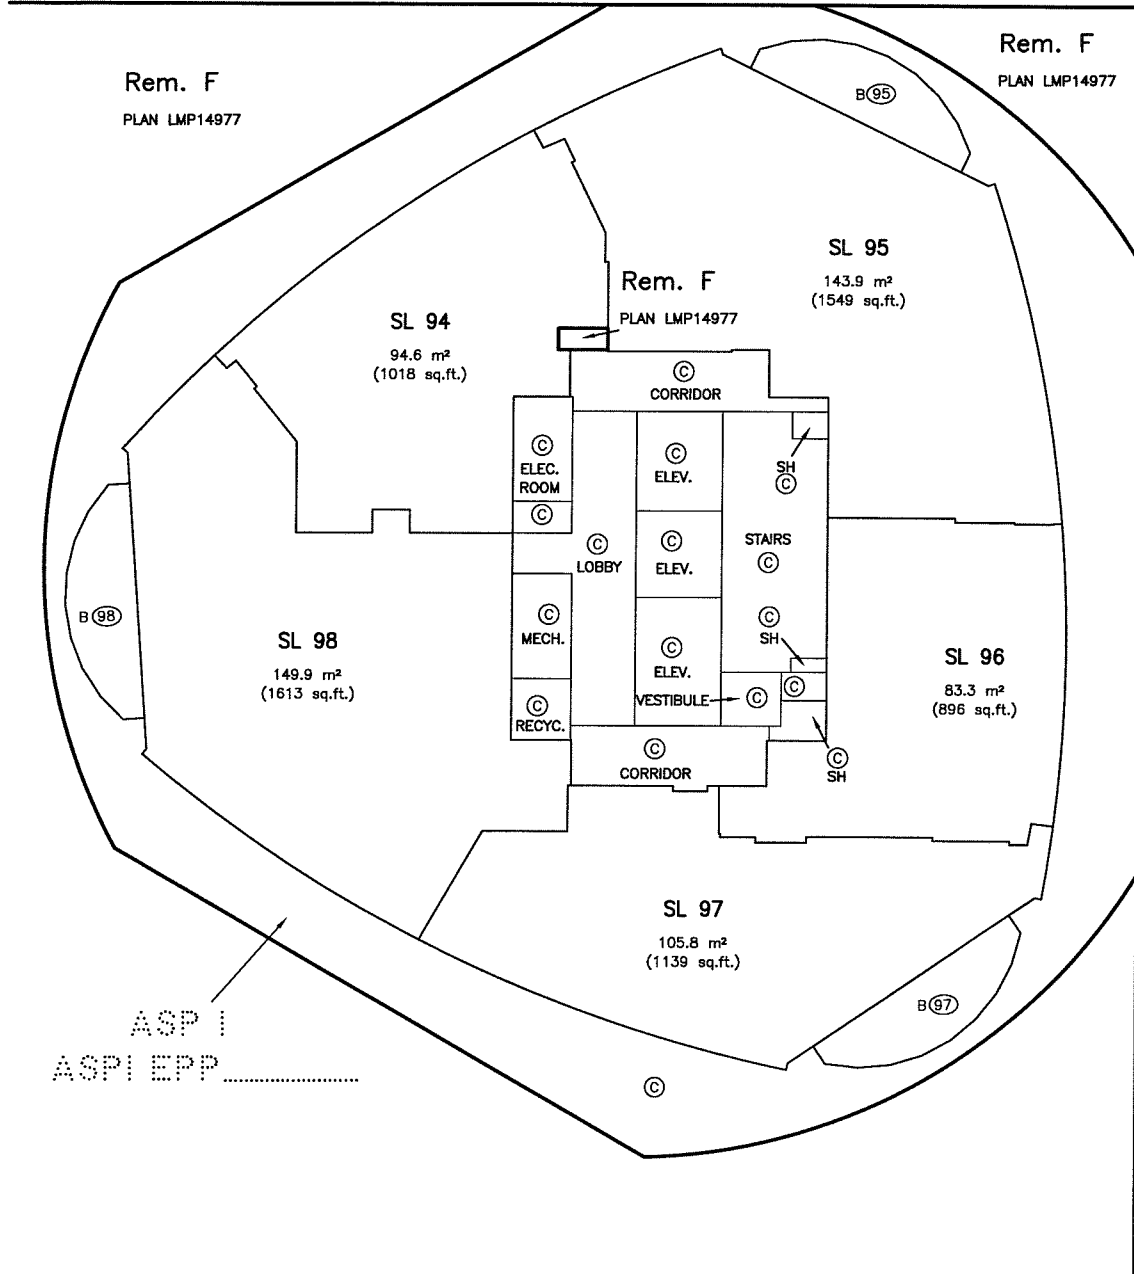 Rem. F
PLAN LMP14977
Rem. F
PLAN LMP14977
B 95
SL 95
143.9 m²
(1549 sq.ft.)
Rem. F
PLAN LMP14977
SL 94
94.6 m²
(1018 sq.ft.)
C
CORRIDOR
C
ELEC.
ROOM
C
ELEV.
SH
C
C
C
LOBBY
C
ELEV.
STAIRS
C
B 98
SL 98
149.9 m²
(1613 sq.ft.)
C
MECH.
C
ELEV.
C
SH
SL 96
83.3 m²
(896 sq.ft.)
C
RECYC.
VESTIBULE
C
C
C
CORRIDOR
C
SH
SL 97
105.8 m²
(1139 sq.ft.)
B 97
ASP I
ASPI EPP
C